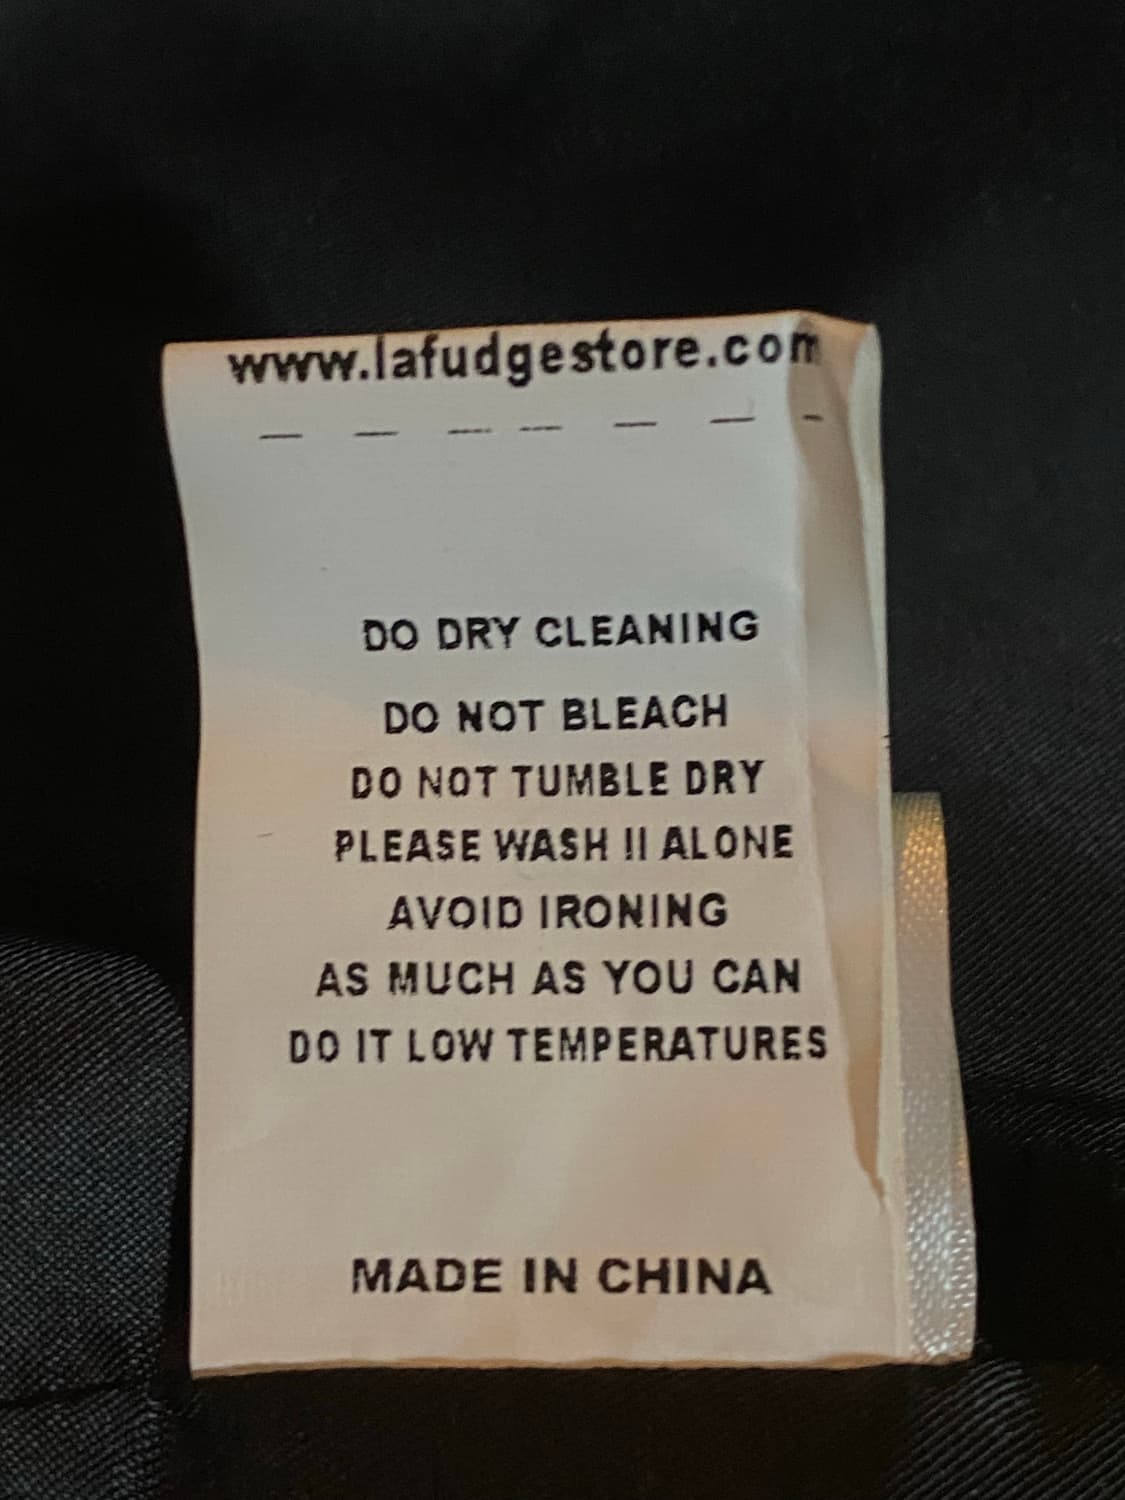 www.lafudgestore.com
DO DRY CLEANING
DO NOT BLEACH
DO NOT TUMBLE DRY
PLEASE WASH II ALONE
AVOID IRONING
AS MUCH AS YOU CAN
DO IT LOW TEMPERATURES
MADE IN CHINA